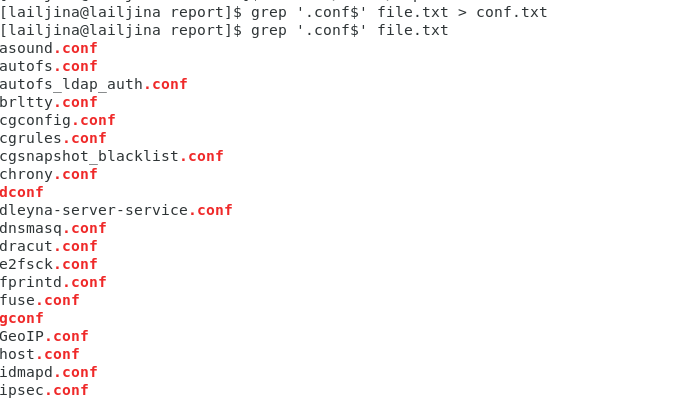 [lailjina@lailjina report]$ grep '.conf$' file.txt > conf.txt
[lailjina@lailjina report]$ grep '.conf$' file.txt
asound.conf
autofs.conf
autofs_ldap_auth.conf
brltty.conf
cgconfig.conf
cgrules.conf
cgsnapshot_blacklist.conf
chrony.conf
dconf
dleyna-server-service.conf
dnsmasq.conf
dracut.conf
e2fsck.conf
fprintd.conf
fuse.conf
gconf
GeoIP.conf
host.conf
idmapd.conf
ipsec.conf